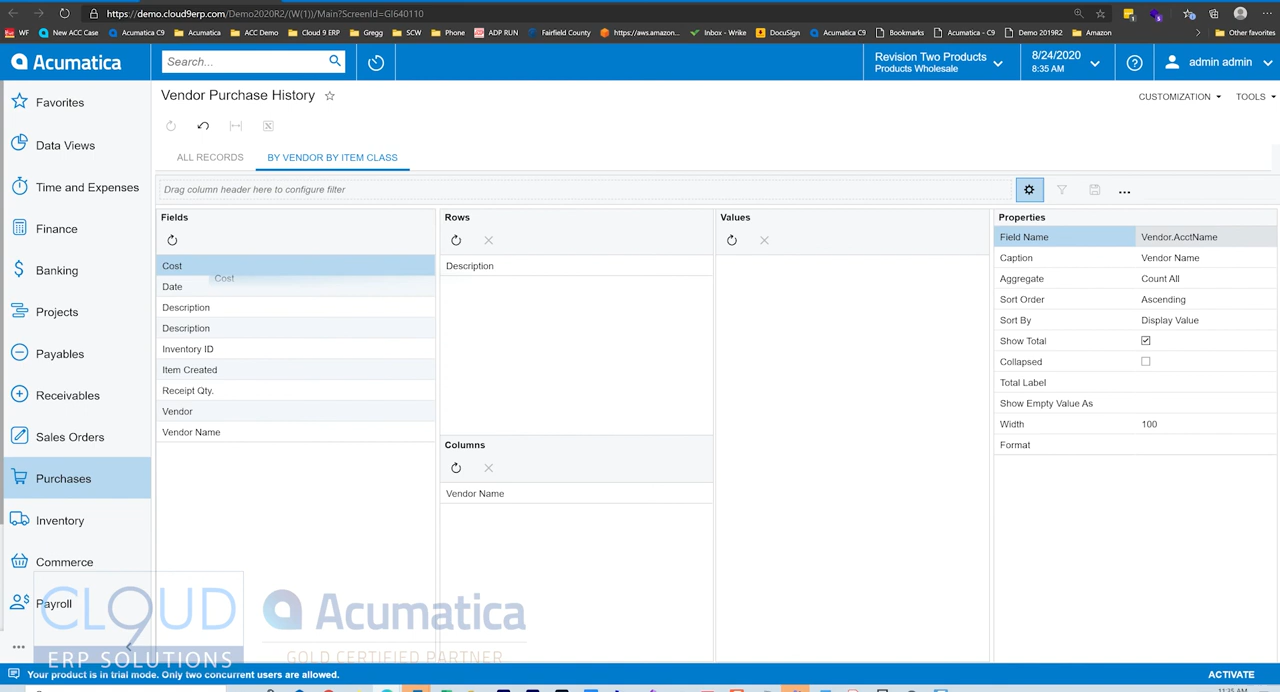 https://demo.cloud9erp.com/Demo2020R2/(W(1))/Main?ScreenId=GI640110
WF
New ACC Case
Acumatica C9
Acumatica
ACC Demo
Cloud 9 ERP
Gregg
SCW
Phone
ADP RUN
Fairfield County
https://aws.amazon...
Inbox - Wrike
DocuSign
Acumatica C9
Bookmarks
Acumatica - C9
Demo 2019R2
Amazon
Other favorites
Acumatica
Search...
Revision Two Products
Products Wholesale
8/24/2020
8:35 AM
admin admin
Favorites
Data Views
Time and Expenses
Finance
Banking
Projects
Payables
Receivables
Sales Orders
Purchases
Inventory
Commerce
Payroll
Vendor Purchase History
CUSTOMIZATION
TOOLS
ALL RECORDS
BY VENDOR BY ITEM CLASS
Drag column header here to configure filter
Fields
Cost
Cost
Date
Description
Description
Inventory ID
Item Created
Receipt Qty.
Vendor
Vendor Name
Rows
Description
Columns
Vendor Name
Values
Properties
Field Name Vendor.AcctName
Caption Vendor Name
Aggregate Count All
Sort Order Ascending
Sort By Display Value
Show Total
Collapsed
Total Label
Show Empty Value As
Width 100
Format
CLOUD
9
ERP SOLUTIONS
Acumatica
GOLD CERTIFIED PARTNER
Your product is in trial mode. Only two concurrent users are allowed.
ACTIVATE
11:35 AM